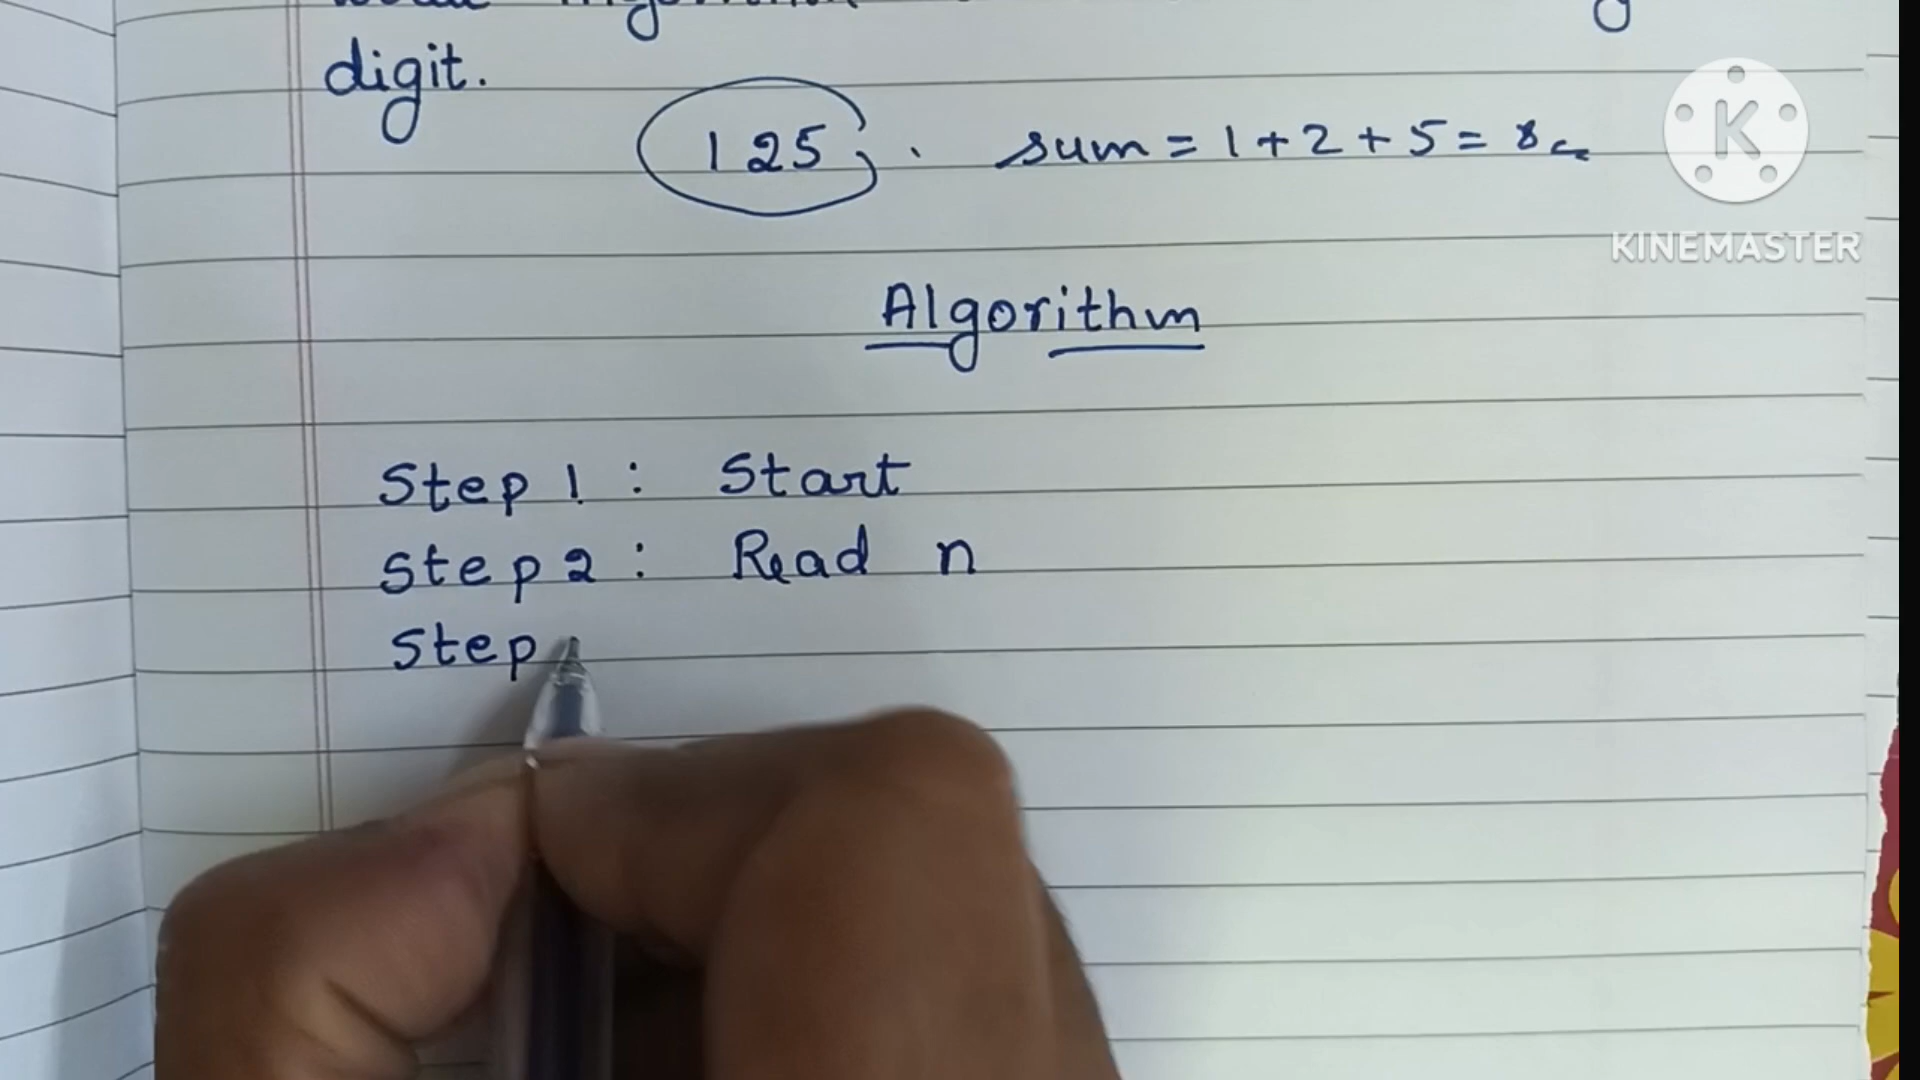 digit.
125 . sum = 1+2+5 = 8
K
KINEMASTER
Algorithm
Step 1 : Start
Step 2 : Read n
Step